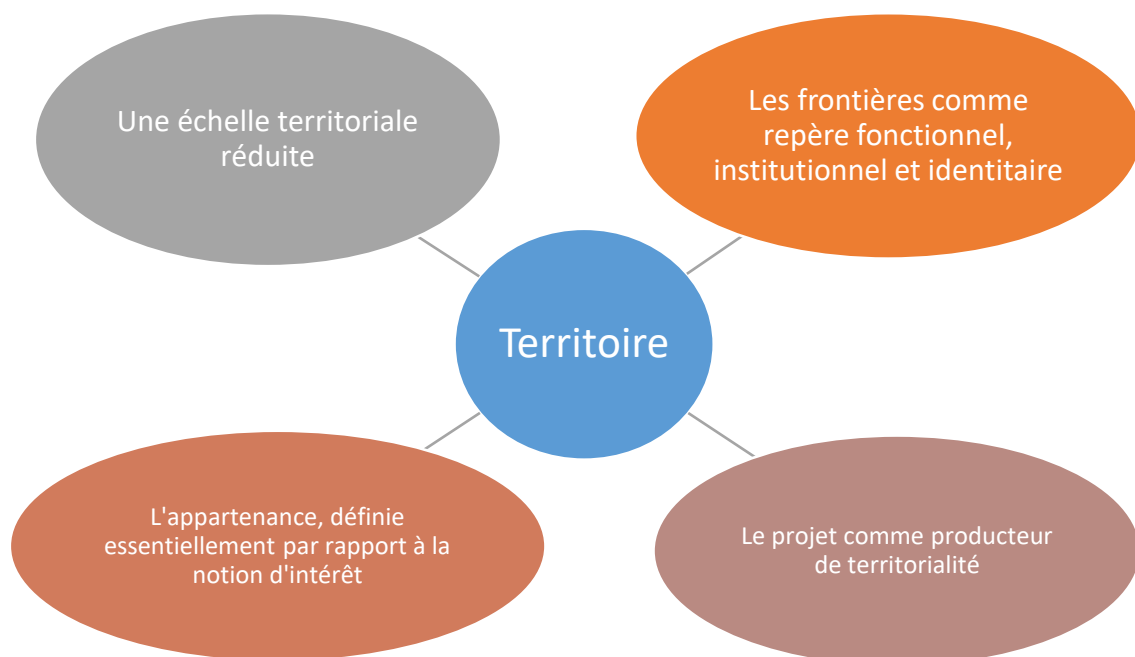 Une échelle territoriale
réduite
Les frontières comme
repère fonctionnel,
institutionnel et identitaire
Territoire
L'appartenance, définie
essentiellement par rapport à la
notion d'intérêt
Le projet comme producteur
de territorialité